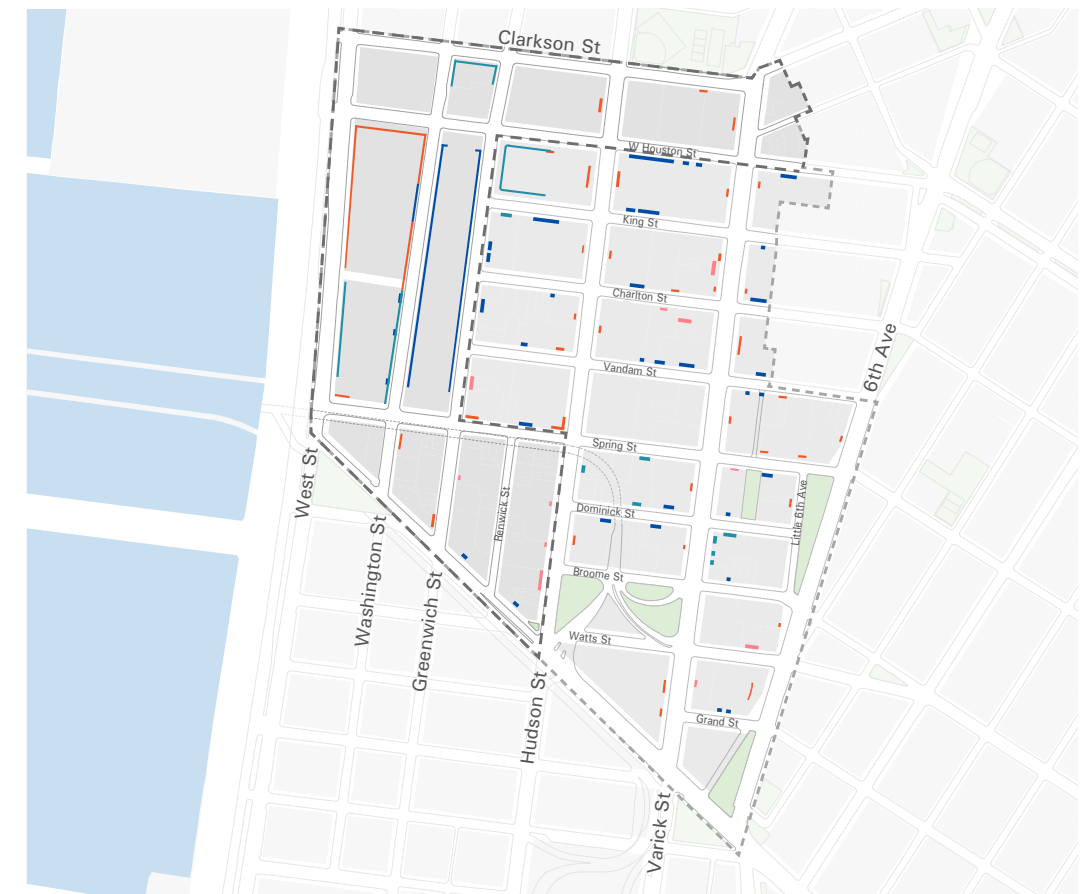 Clarkson St
W Houston St
King St
Charlton St
6th Ave
Vandam St
Spring St
West St
Renwick St
Little 6th Ave
Dominick St
Washington St
Greenwich St
Broome St
Watts St
Hudson St
Grand St
Varick St